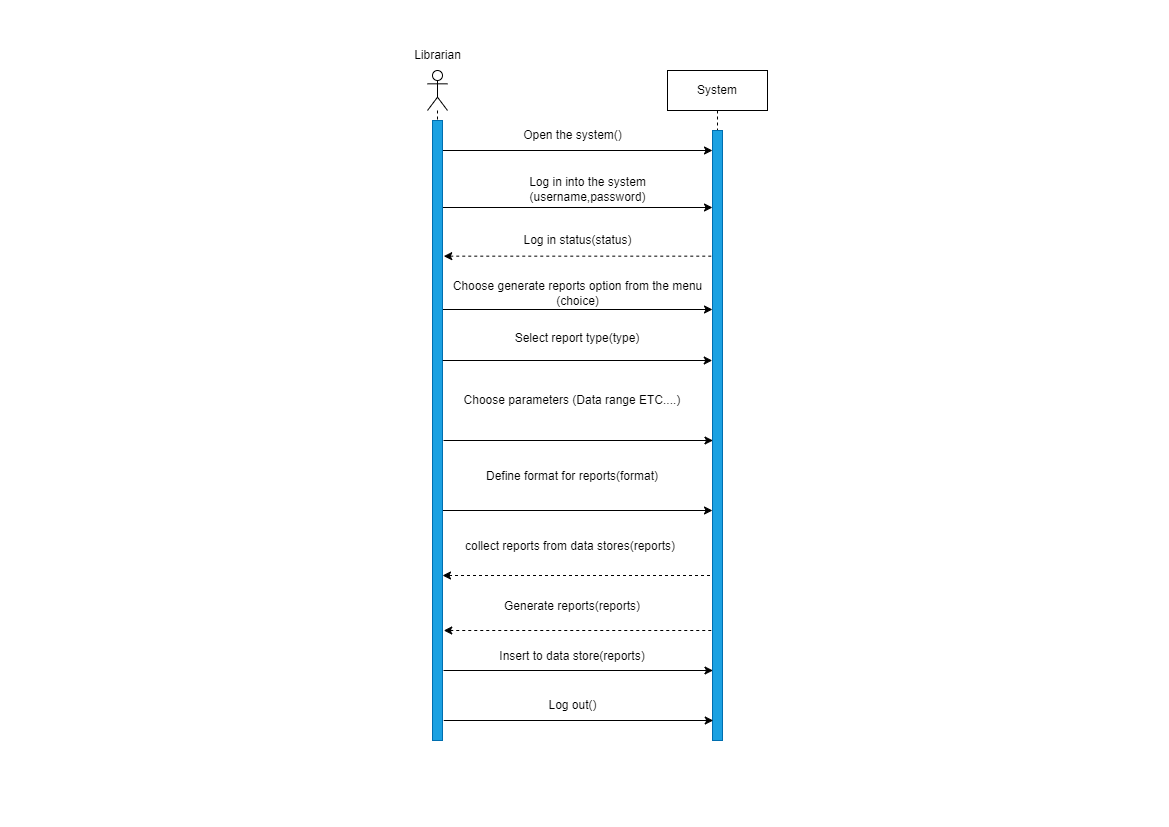 Librarian
System
Open the system()
Log in into the system
(username,password)
Log in status(status)
Choose generate reports option from the menu
(choice)
Select report type(type)
Choose parameters (Data range ETC....)
Define format for reports(format)
collect reports from data stores(reports)
Generate reports(reports)
Insert to data store(reports)
Log out()